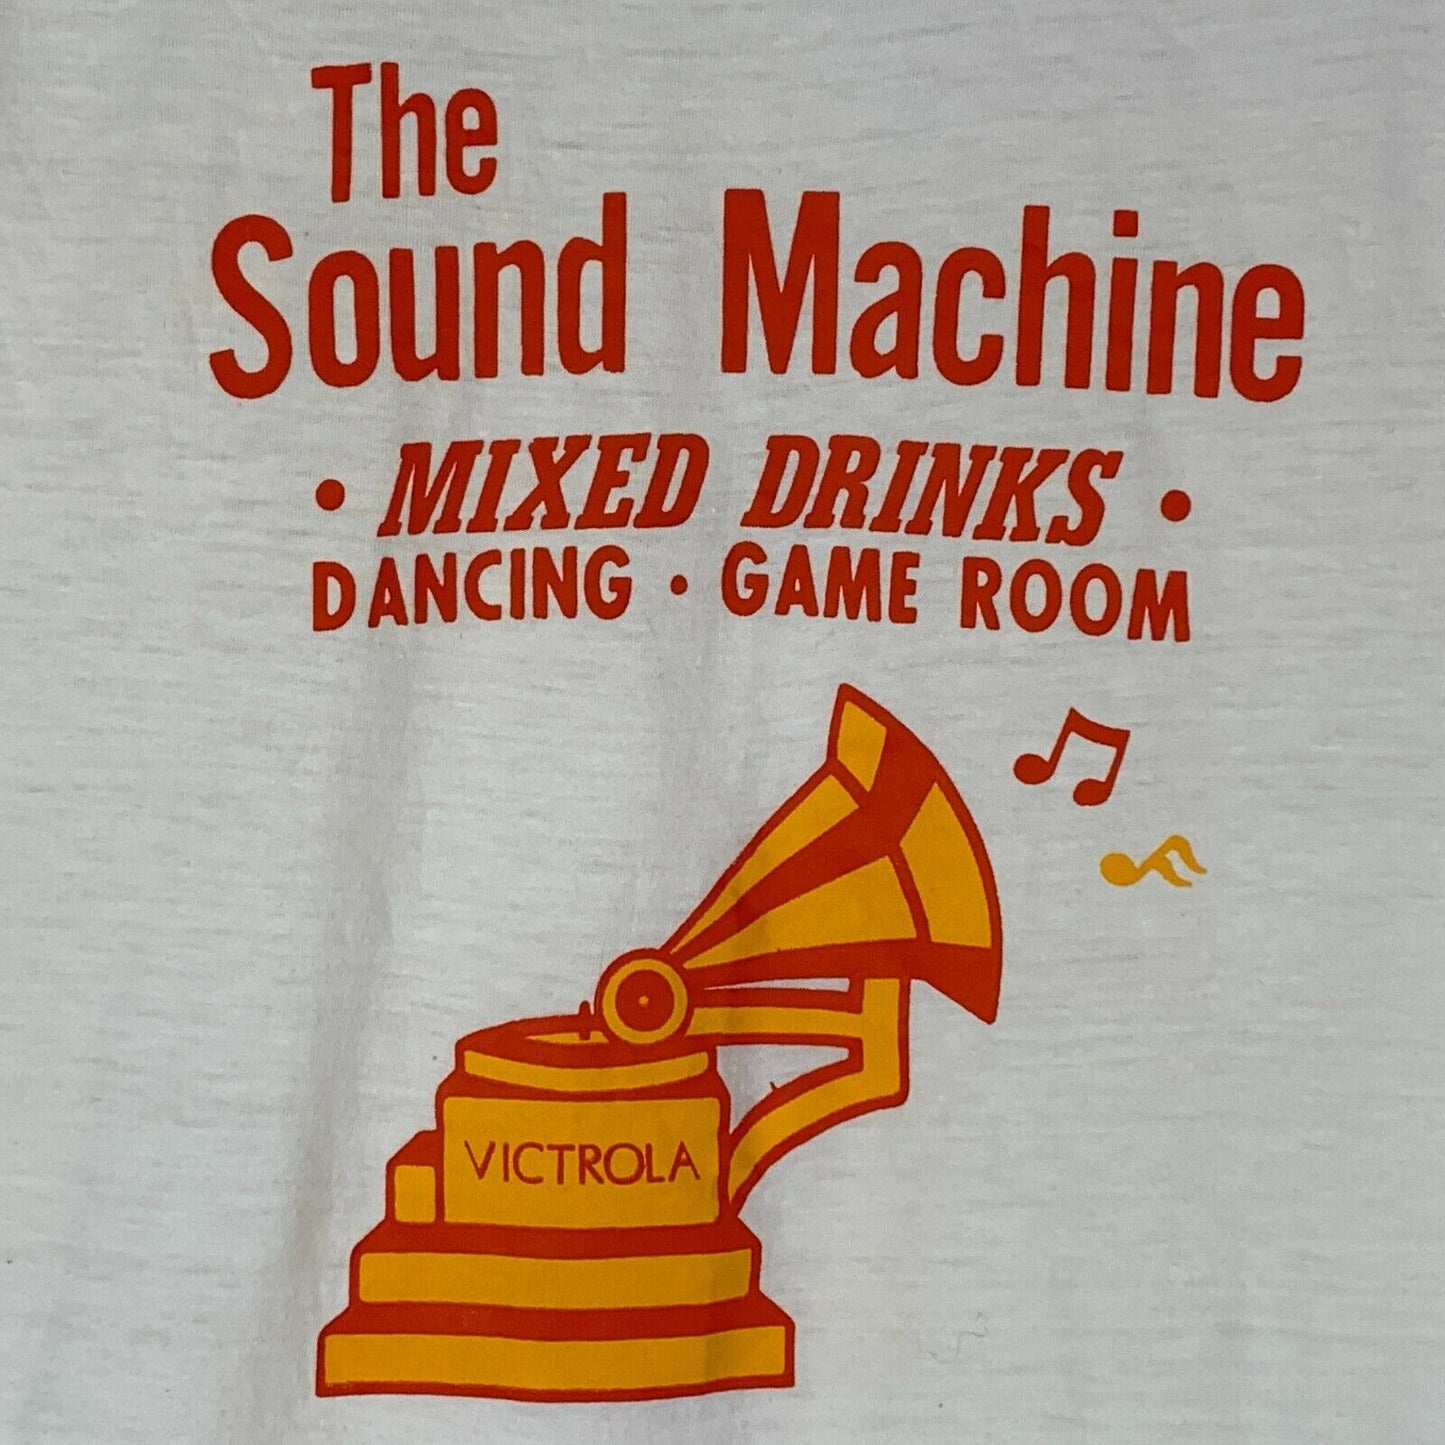 The
Sound Machine
• MIXED DRINKS •
DANCING • GAME ROOM
VICTROLA